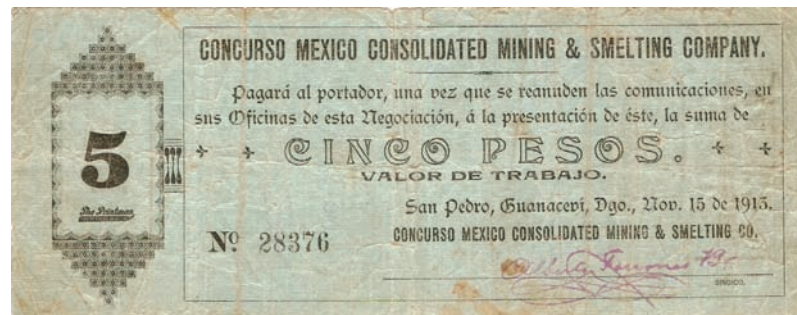 CONCURSO MEXICO CONSOLIDATED MINING & SMELTING COMPANY.
Pagará al portador, una vez que se reanuden las comunicaciones, en
sus Oficinas de esta Negociación, á la presentación de éste, la suma de
5
CINCO PESOS.
VALOR DE TRABAJO.
The Printman
San Pedro, Guanaceví, Dgo., Nov. 15 de 1915.
Nº 28376
CONCURSO MEXICO CONSOLIDATED MINING & SMELTING CO,
SINDICO.